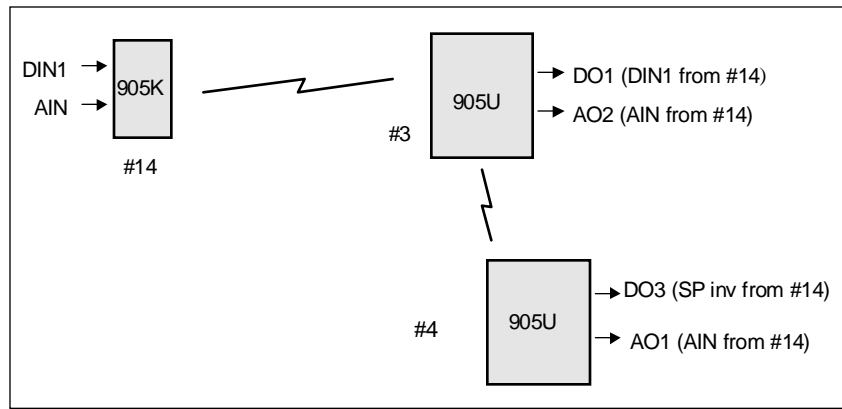 DIN1
AIN
905K
#14
905U
#3
DO1 (DIN1 from #14)
AO2 (AIN from #14)
905U
#4
DO3 (SP inv from #14)
AO1 (AIN from #14)